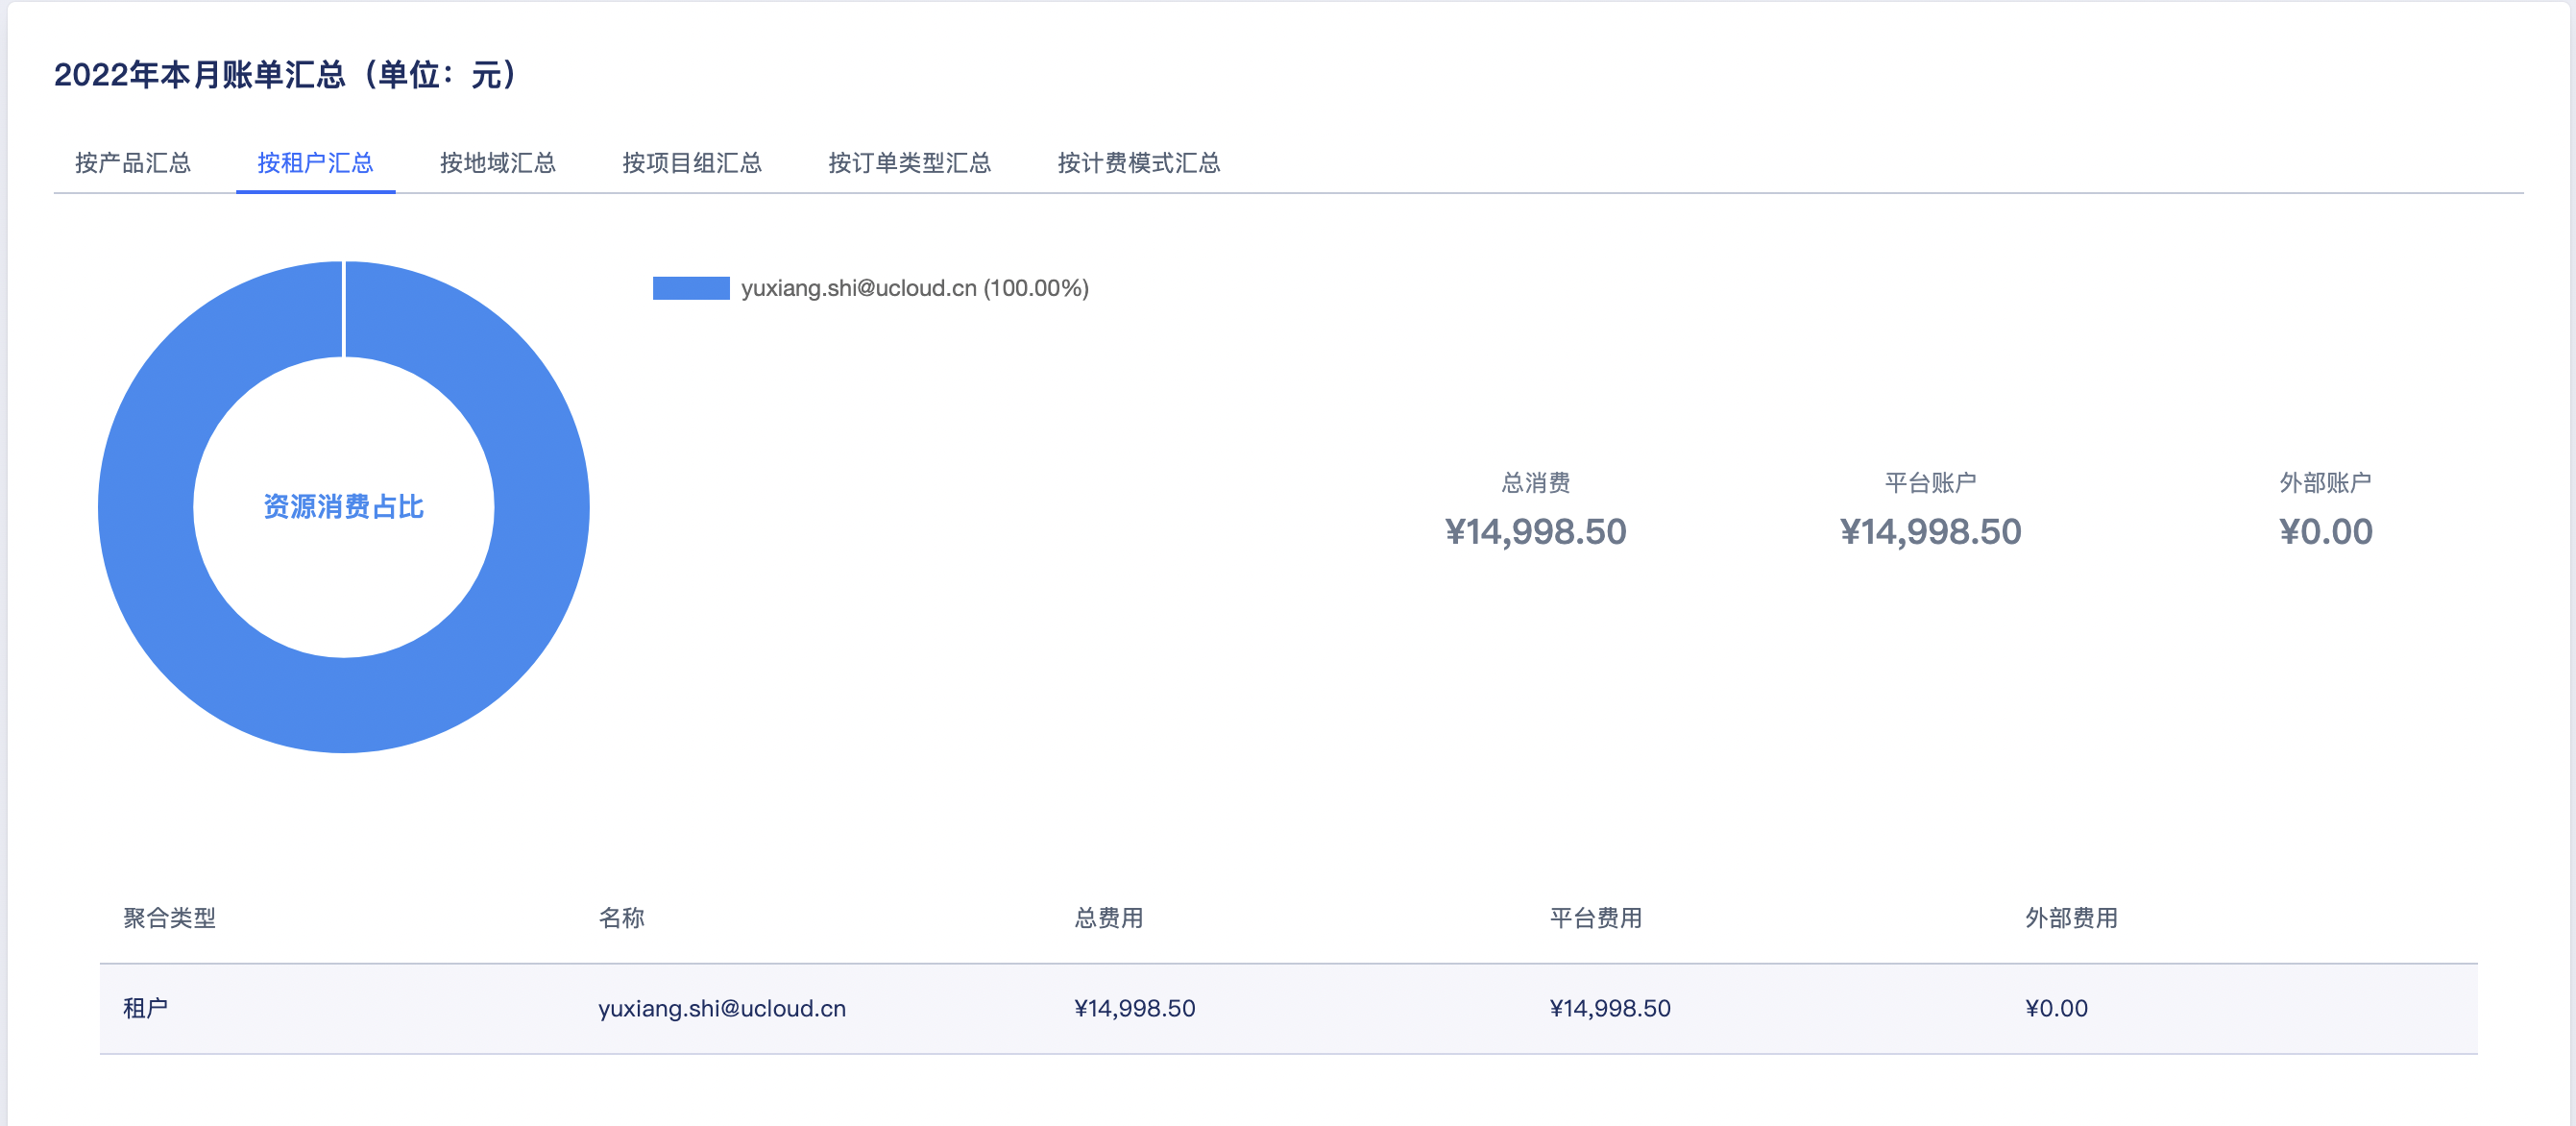 2022年本月账单汇总（单位：元）
按产品汇总 按租户汇总 按地域汇总 按项目组汇总 按订单类型汇总 按计费模式汇总
yuxiang.shi@ucloud.cn (100.00%)
资源消费占比
总消费 平台账户 外部账户
¥14,998.50 ¥14,998.50 ¥0.00
聚合类型 名称 总费用 平台费用 外部费用
租户 yuxiang.shi@ucloud.cn ¥14,998.50 ¥14,998.50 ¥0.00